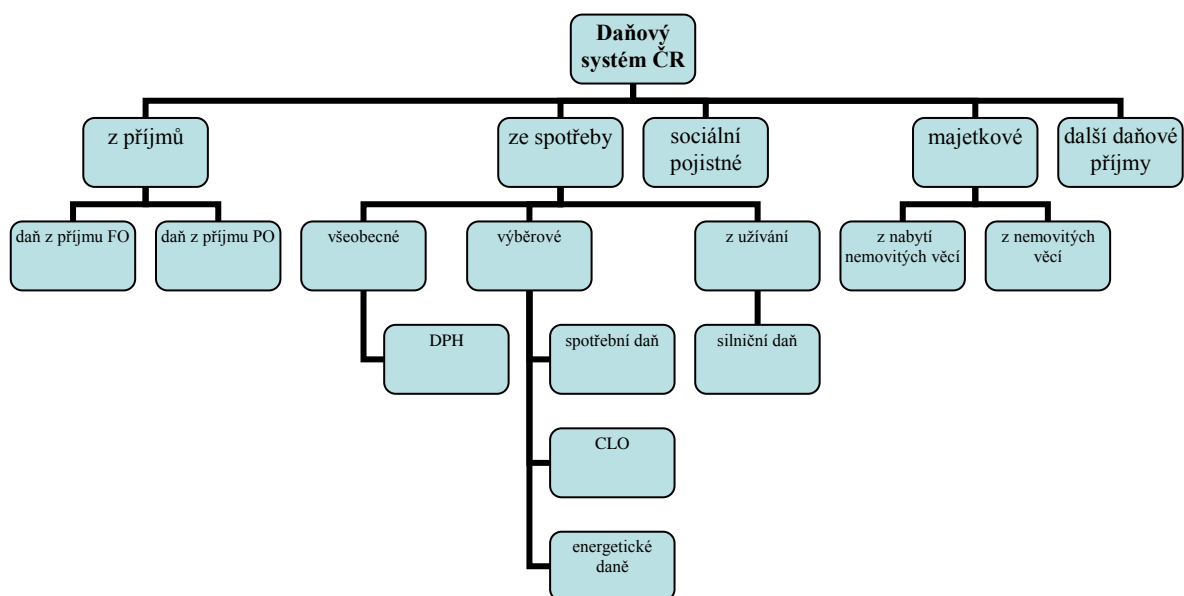 Daňový
systém ČR
z příjmů
ze spotřeby
sociální
pojistné
majetkové
další daňové
příjmy
daň z příjmu FO
daň z příjmu PO
všeobecné
výběrové
z užívání
z nabytí
nemovitých věcí
z nemovitých
věcí
DPH
spotřební daň
silniční daň
CLO
energetické
daně